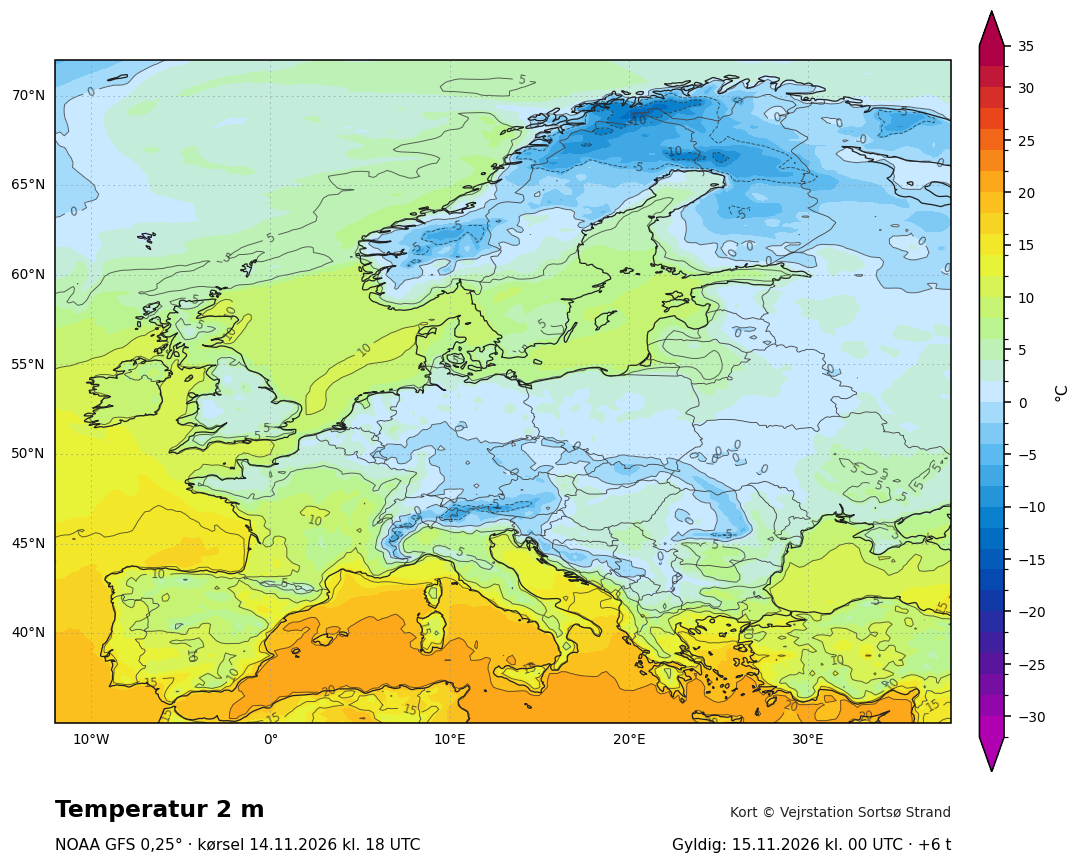 70°N
65°N
60°N
55°N
50°N
45°N
40°N
10°W
0°
10°E
20°E
30°E
35
30
25
20
15
10
5
0
−5
−10
−15
−20
−25
−30
°C
Temperatur 2 m
Kort © Vejrstation Sortsø Strand
NOAA GFS 0,25° · kørsel 14.11.2026 kl. 18 UTC
Gyldig: 15.11.2026 kl. 00 UTC · +6 t